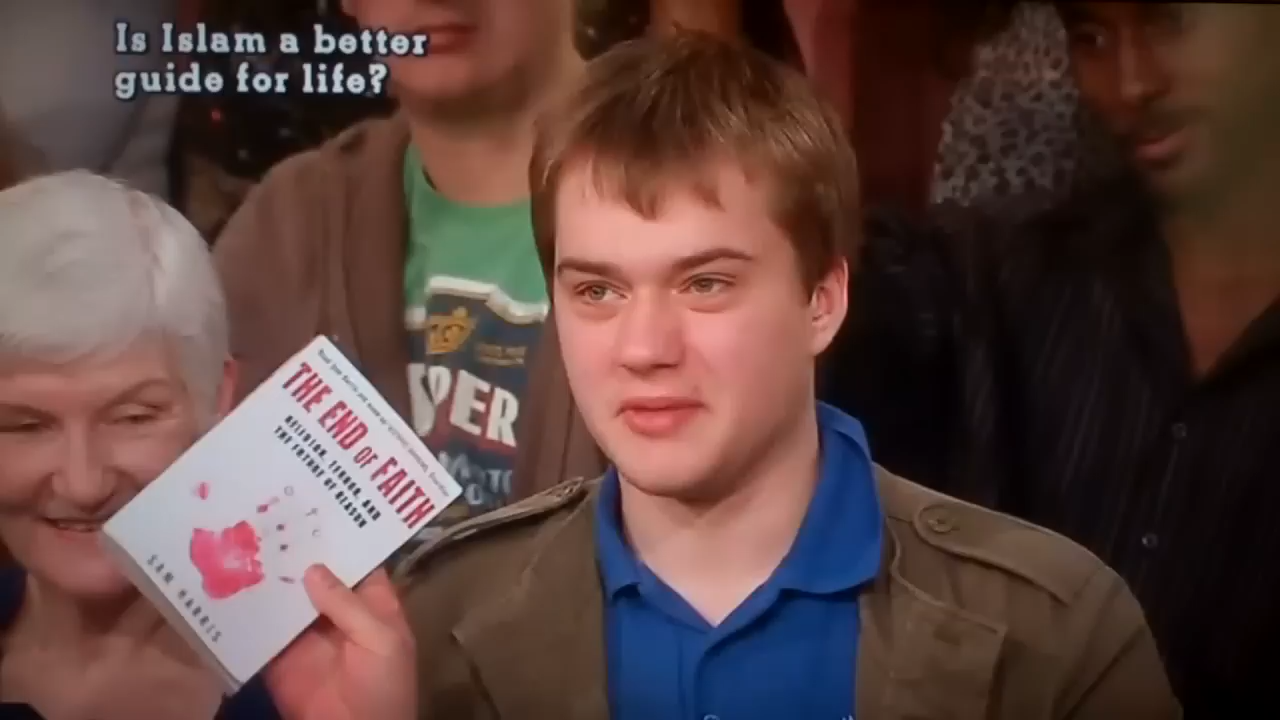 Is Islam a better
guide for life?
THE END OF FAITH
RELIGION, TERROR, AND
THE FUTURE OF REASON
SAM HARRIS
PER